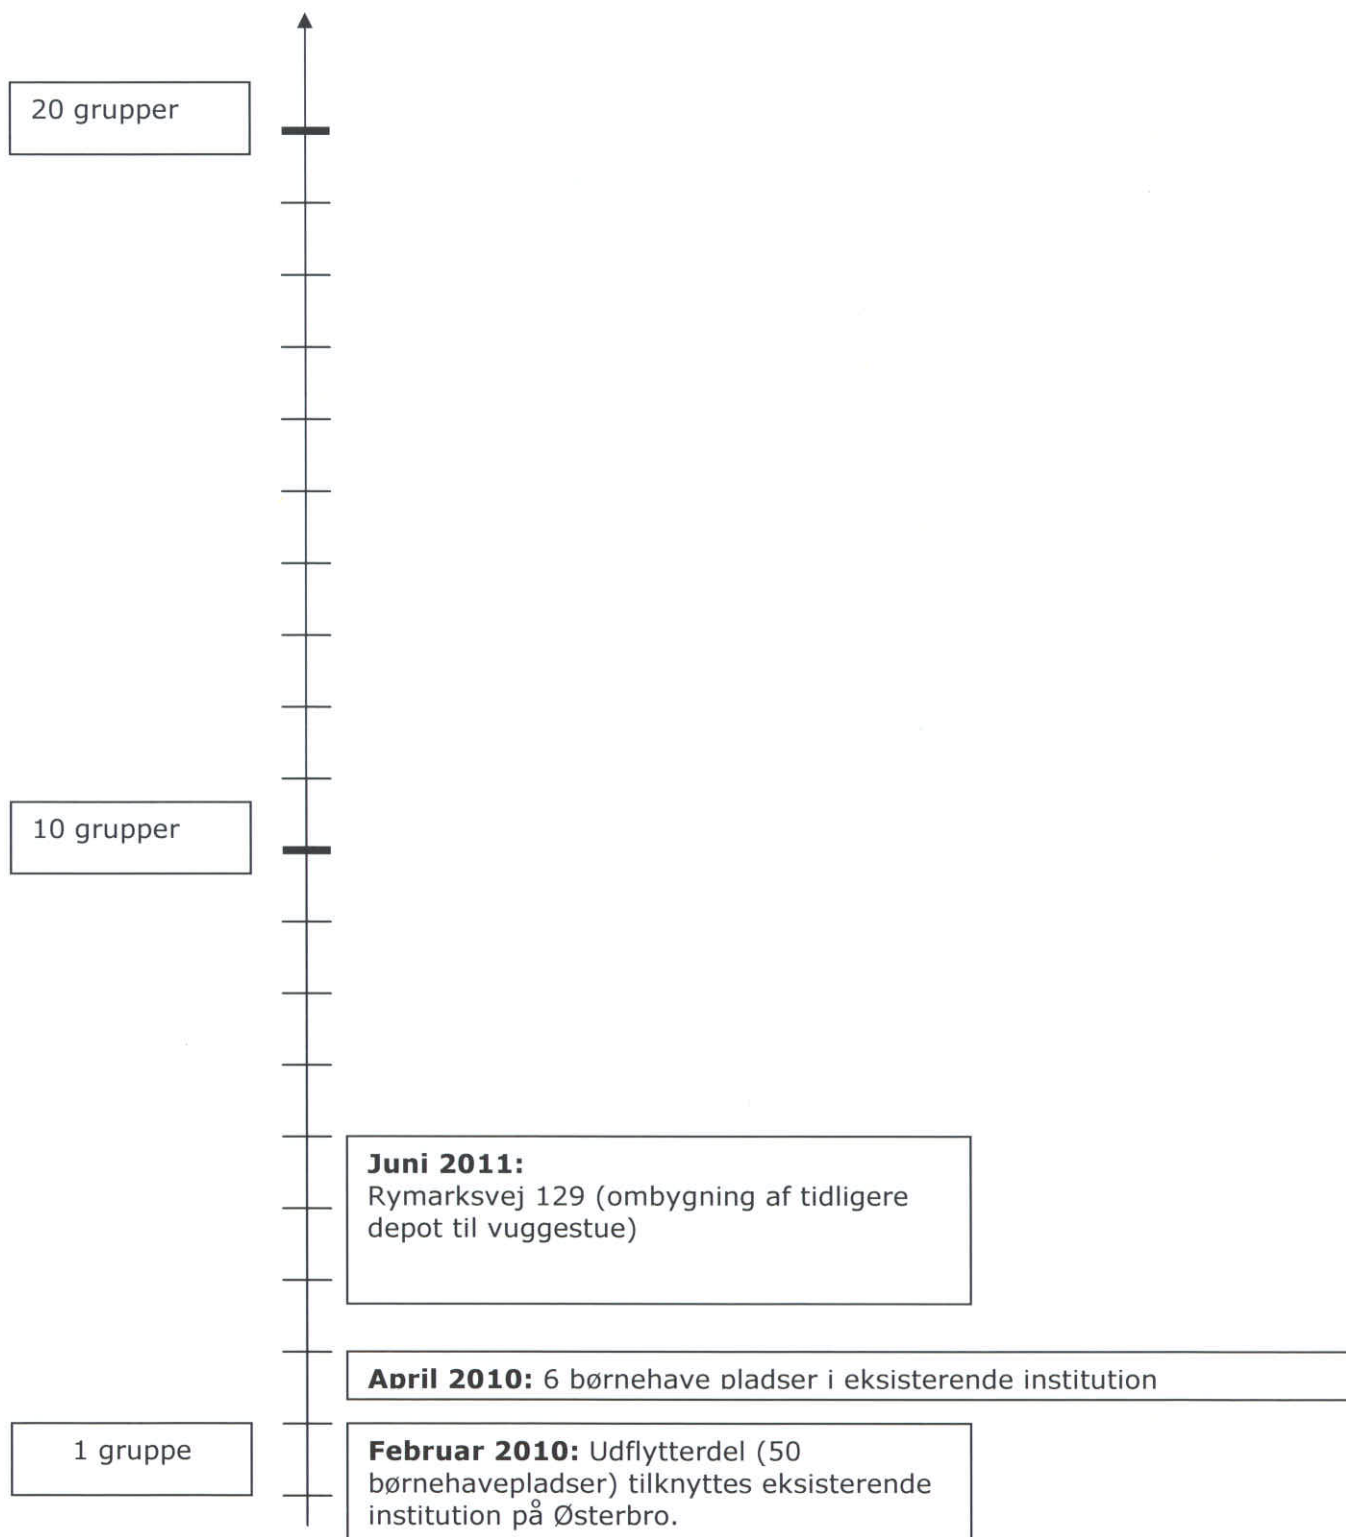 20 grupper
10 grupper
Juni 2011:
Rymarksvej 129 (ombygning af tidligere
depot til vuggestue)
April 2010: 6 børnehave pladser i eksisterende institution
1 gruppe
Februar 2010: Udflytterdel (50
børnehavepladser) tilknyttes eksisterende
institution på Østerbro.